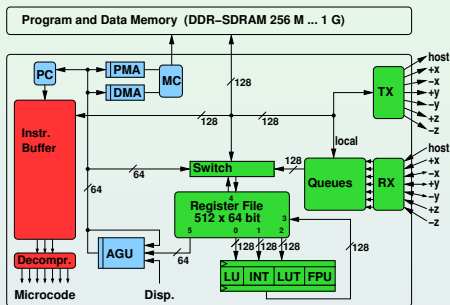 Program and Data Memory (DDR−SDRAM 256 M ... 1 G)
PC
PMA
DMA
MC
128
TX
host
+x
−x
+y
−y
+z
−z
Instr.
Buffer
128
128
local
64
64
Switch
128
Queues
RX
host
+x
−x
+y
−y
+z
−z
4
Register File
512 x 64 bit
5
0
1
2
3
AGU
64
128
128
128
128
Decompr.
LU
INT
LUT
FPU
Microcode
Disp.